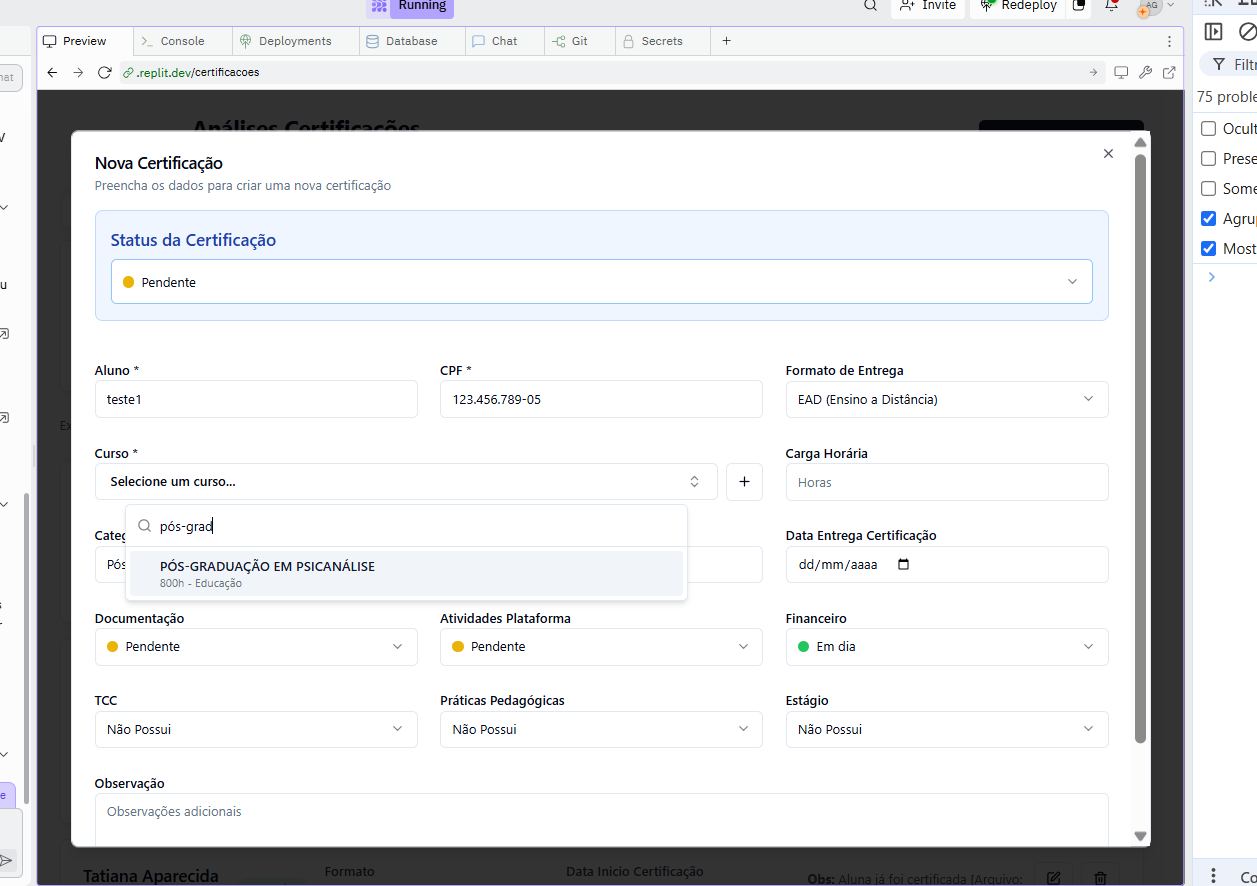 Running
Invite
Redeploy
AG
Preview
Console
Deployments
Database
Chat
Git
Secrets
.replit.dev/certificacoes
75 proble
Análises Certificações
Nova Certificação
Preencha os dados para criar uma nova certificação
Status da Certificação
Pendente
Aluno *
CPF *
Formato de Entrega
teste1
123.456.789-05
EAD (Ensino a Distância)
Curso *
Carga Horária
Selecione um curso...
+
Horas
pós-grad
Categ
Data Entrega Certificação
PÓS-GRADUAÇÃO EM PSICANÁLISE
800h - Educação
Pós
dd/mm/aaaa
Documentação
Atividades Plataforma
Financeiro
Pendente
Pendente
Em dia
TCC
Práticas Pedagógicas
Estágio
Não Possui
Não Possui
Não Possui
Observação
Observações adicionais
Tatiana Aparecida
Formato
Data Inicio Certificação
Obs: Aluna já foi certificada [Arquivo:
Filtr
Ocult
Prese
Some
Agrup
Most
Co